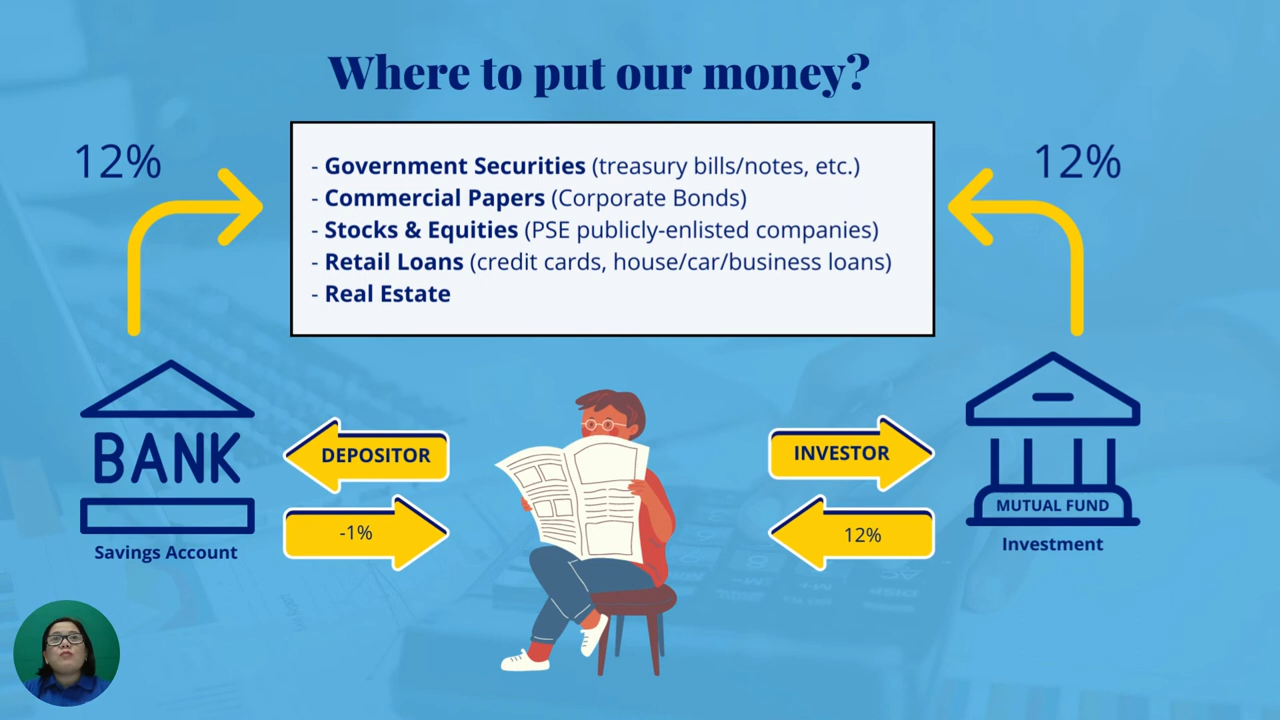 Where to put our money?
12%
12%
- Government Securities (treasury bills/notes, etc.)
- Commercial Papers (Corporate Bonds)
- Stocks & Equities (PSE publicly-enlisted companies)
- Retail Loans (credit cards, house/car/business loans)
- Real Estate
BANK
Savings Account
DEPOSITOR
-1%
INVESTOR
12%
MUTUAL FUND
Investment